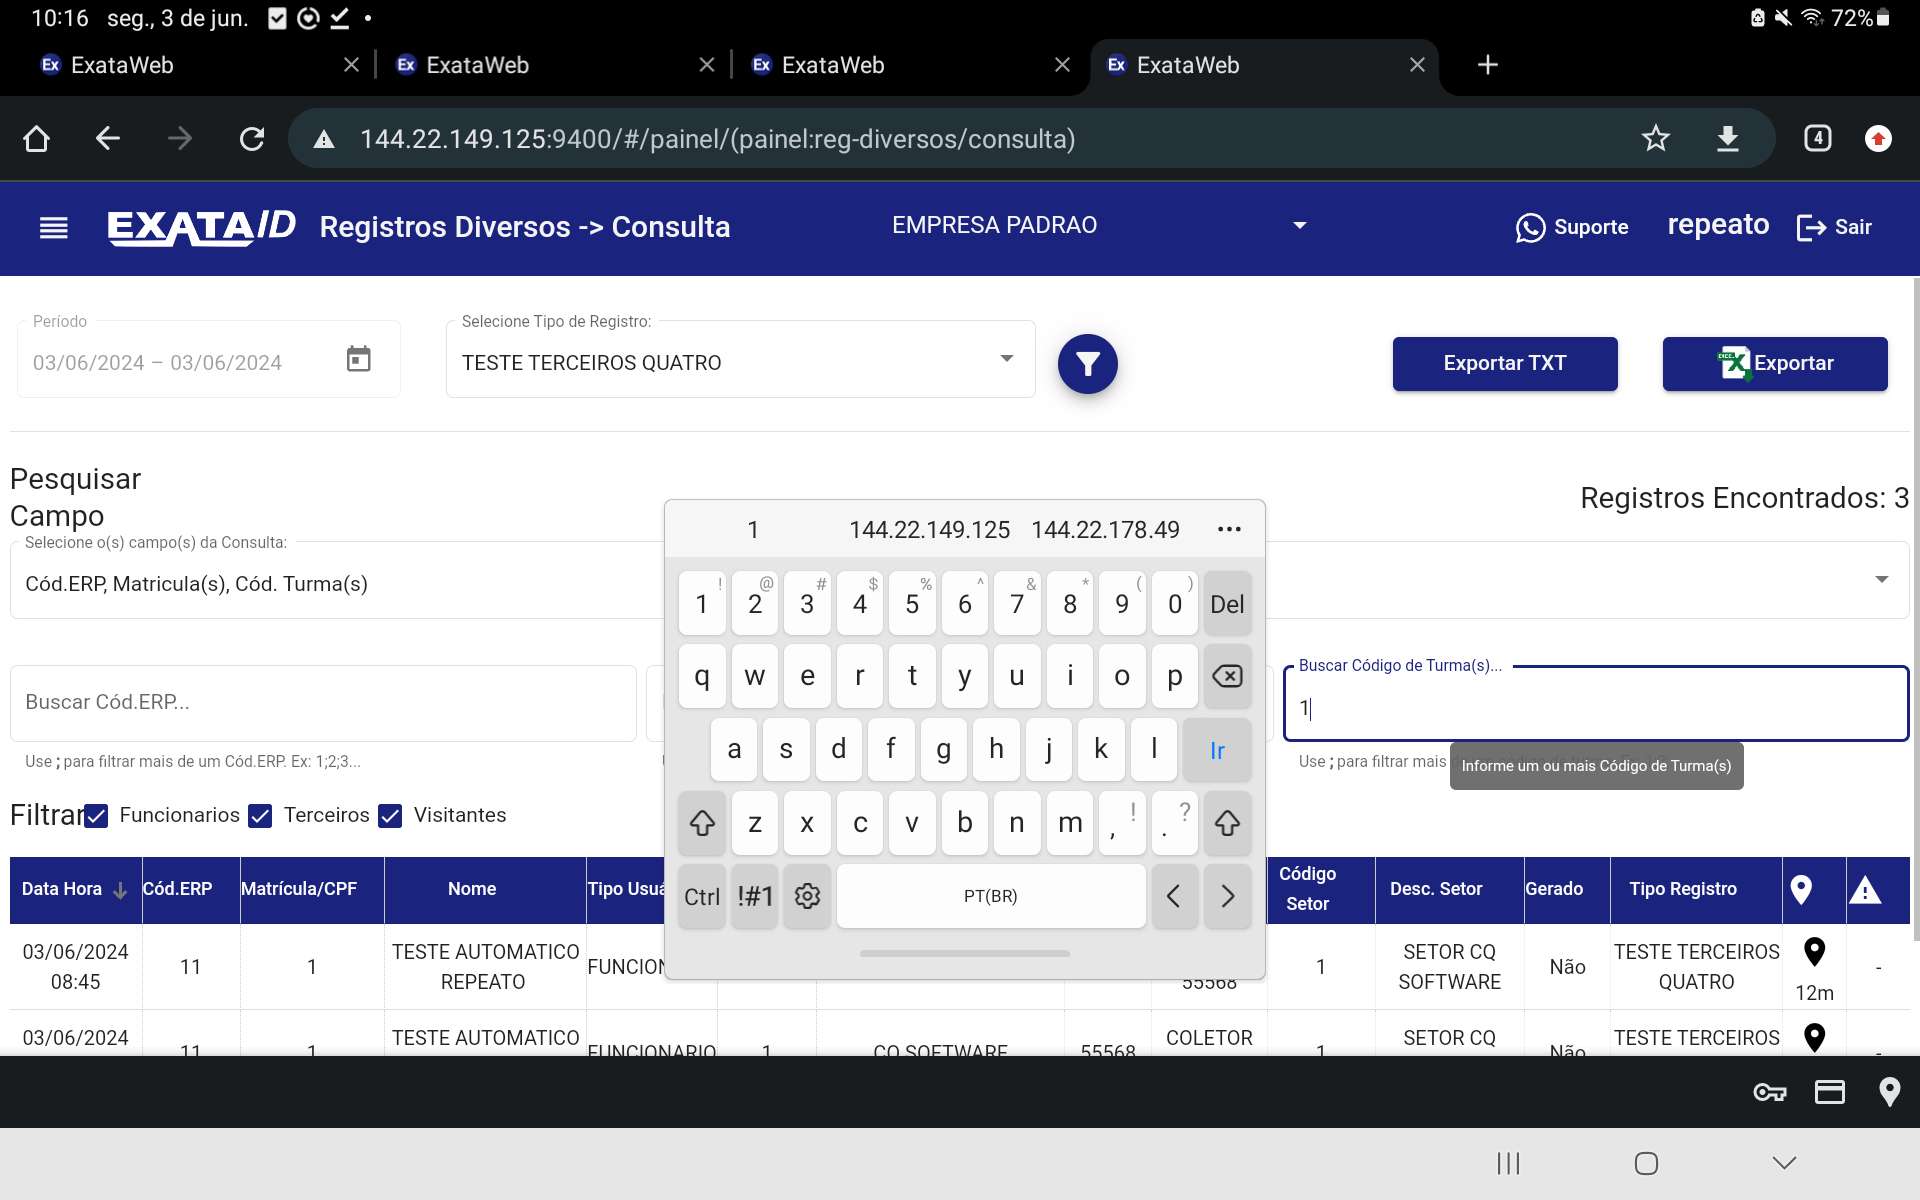 10:16 seg., 3 de jun.
72%
ExataWeb
ExataWeb
ExataWeb
ExataWeb
144.22.149.125:9400/#/painel/(painel:reg-diversos/consulta)
4
EXATA/D Registros Diversos -> Consulta
EMPRESA PADRAO
Suporte
repeato
Sair
Período
03/06/2024 – 03/06/2024
Selecione Tipo de Registro:
TESTE TERCEIROS QUATRO
Exportar TXT
Exportar
Pesquisar
Campo
Registros Encontrados: 3
Selecione o(s) campo(s) da Consulta:
Cód.ERP, Matricula(s), Cód. Turma(s)
Buscar Cód.ERP...
Use ; para filtrar mais de um Cód.ERP. Ex: 1;2;3...
Buscar Código de Turma(s)...
1
Use ; para filtrar mais
Informe um ou mais Código de Turma(s)
Filtrar Funcionarios Terceiros Visitantes
1 144.22.149.125 144.22.178.49 ...
! @ # $ % ^ & * ( )
1 2 3 4 5 6 7 8 9 0 Del
q w e r t y u i o p
a s d f g h j k l Ir
z x c v b n m , ! . ?
Ctrl !#1 PT(BR) < >
Data Hora Cód.ERP Matrícula/CPF Nome Tipo Usuá Código Setor Desc. Setor Gerado Tipo Registro
03/06/2024 08:45 11 1 TESTE AUTOMATICO REPEATO FUNCION 55568 1 SETOR CQ SOFTWARE Não TESTE TERCEIROS QUATRO 12m -
03/06/2024 11 1 TESTE AUTOMATICO FUNCIONARIO 1 CQ SOFTWARE 55568 COLETOR 1 SETOR CQ Não TESTE TERCEIROS -